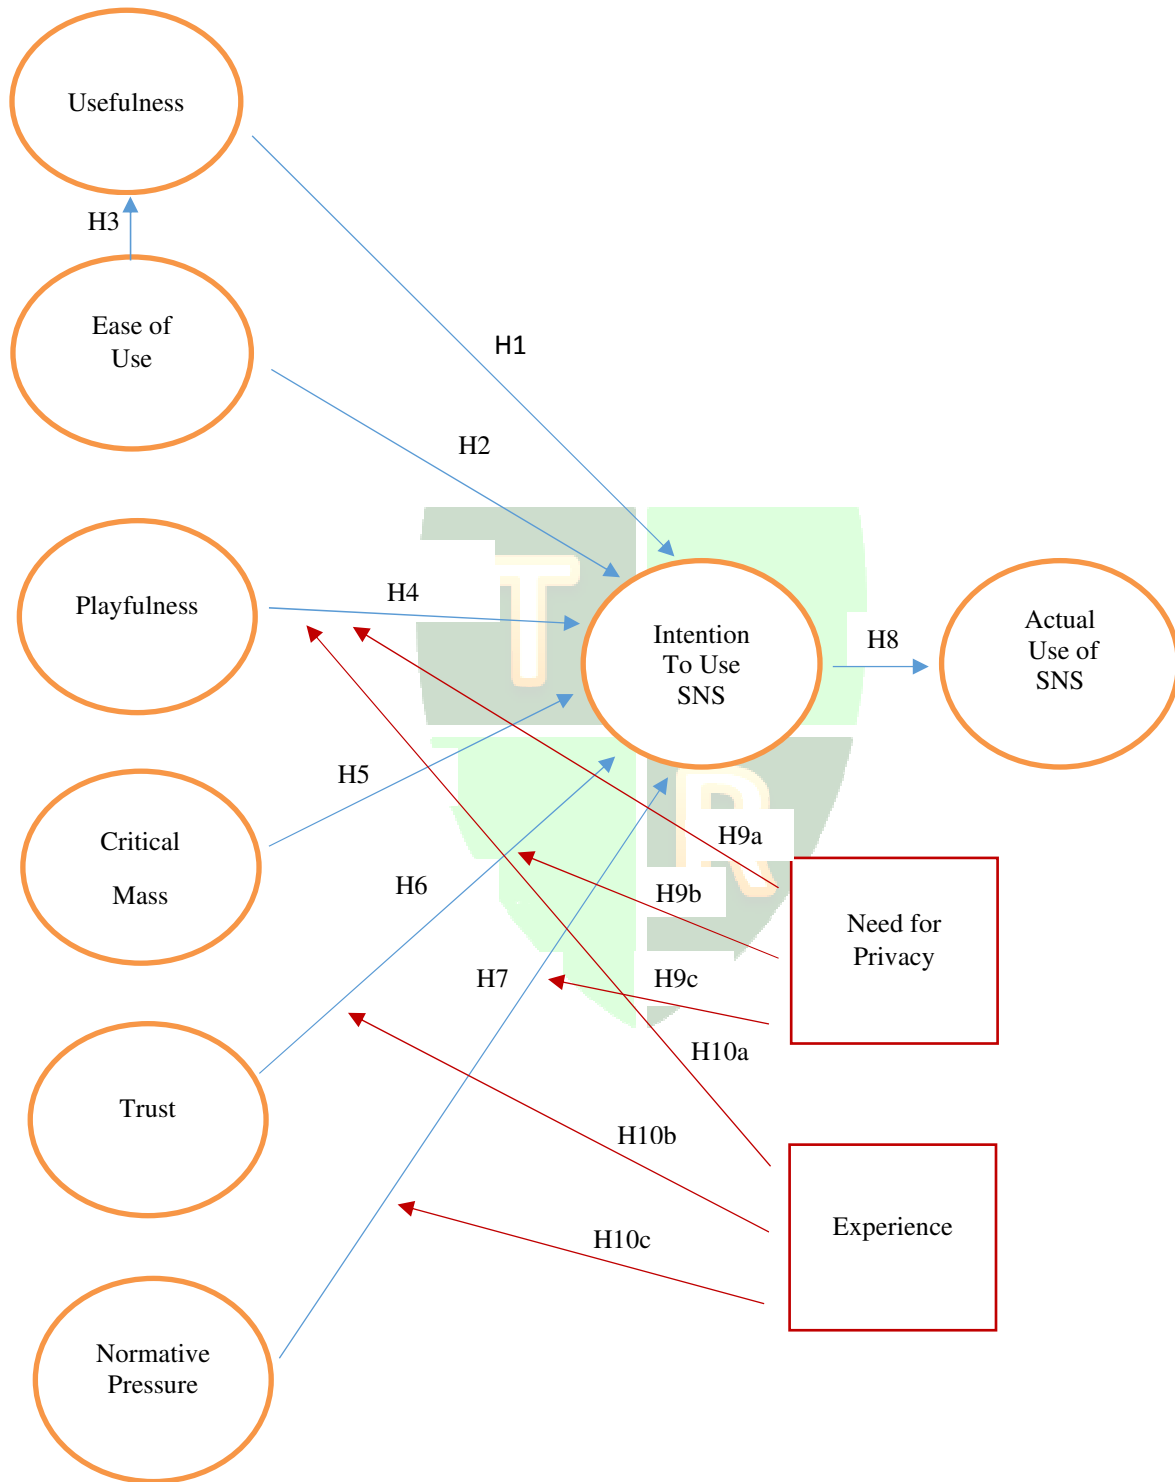 Usefulness
H3
Ease of
Use
H1
H2
Playfulness
H4
T
Intention
To Use
SNS
H8
Actual
Use of
SNS
Critical
Mass
H5
H6
H7
R
H9a
H9b
H9c
Need for
Privacy
H10a
Trust
H10b
H10c
Experience
Normative
Pressure